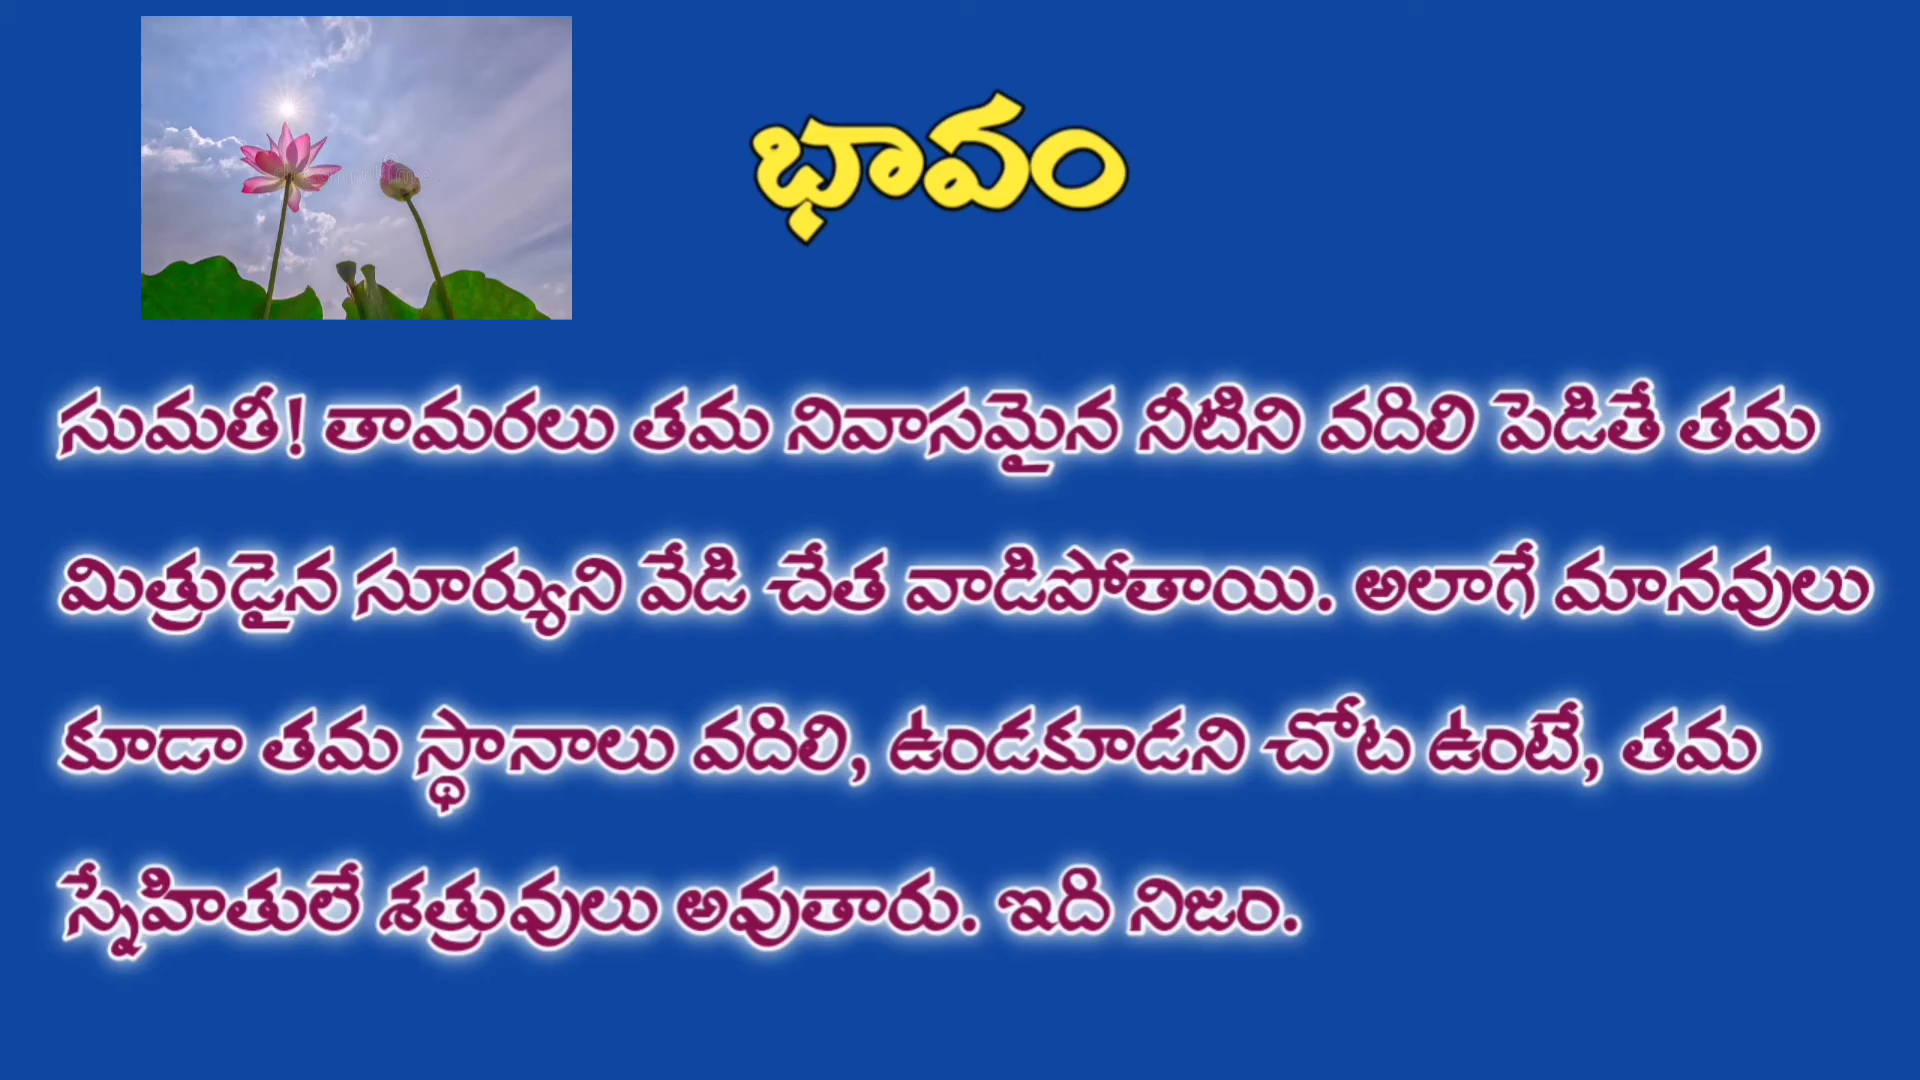 భావం
సుమతీ! తామరలు తమ నివాసమైన నీటిని వదిలి పెడితే తమ
మిత్రుడైన సూర్యుని వేడి చేత వాడిపోతాయి. అలాగే మానవులు
కూడా తమ స్థానాలు వదిలి, ఉండకూడని చోట ఉంటే, తమ
స్నేహితులే శత్రువులు అవుతారు. ఇది నిజం.